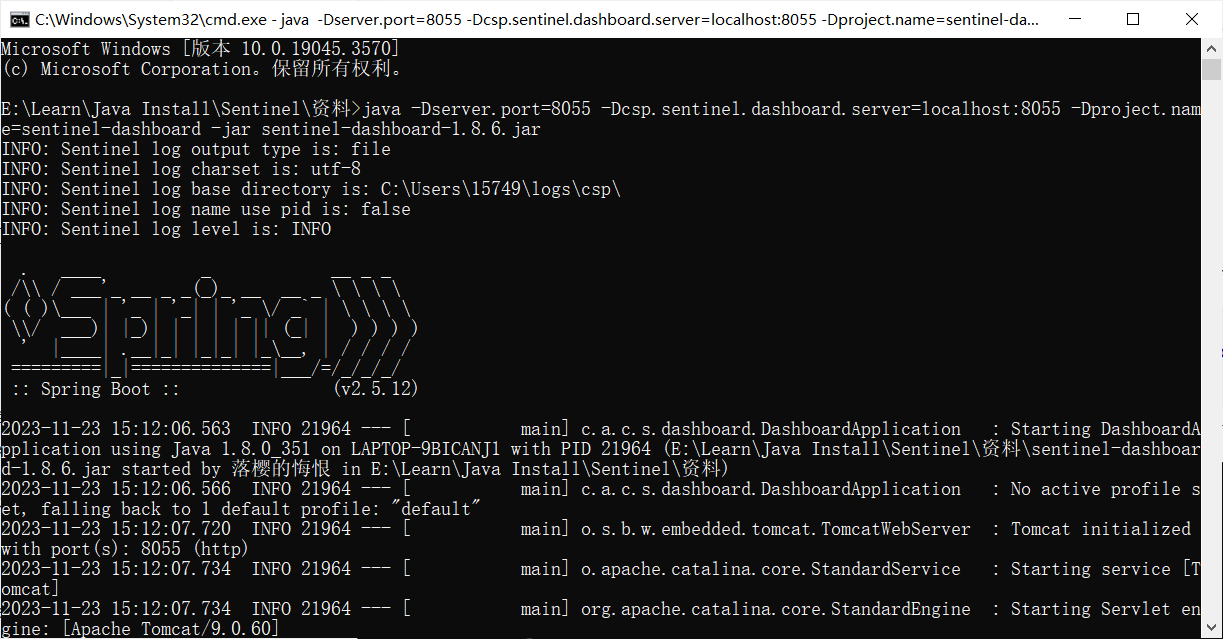 C:\Windows\System32\cmd.exe - java  -Dserver.port=8055 -Dcsp.sentinel.dashboard.server=localhost:8055 -Dproject.name=sentinel-da...
Microsoft Windows [版本 10.0.19045.3570]
(c) Microsoft Corporation。保留所有权利。
E:\Learn\Java Install\Sentinel\资料>java -Dserver.port=8055 -Dcsp.sentinel.dashboard.server=localhost:8055 -Dproject.nam
e=sentinel-dashboard -jar sentinel-dashboard-1.8.6.jar
INFO: Sentinel log output type is: file
INFO: Sentinel log charset is: utf-8
INFO: Sentinel log base directory is: C:\Users\15749\logs\csp\
INFO: Sentinel log name use pid is: false
INFO: Sentinel log level is: INFO
Spring
:: Spring Boot ::                (v2.5.12)
2023-11-23 15:12:06.563  INFO 21964 --- [           main] c.a.c.s.dashboard.DashboardApplication   : Starting DashboardA
pplication using Java 1.8.0_351 on LAPTOP-9BICANJ1 with PID 21964 (E:\Learn\Java Install\Sentinel\资料\sentinel-dashboar
d-1.8.6.jar started by 落樱的悔恨 in E:\Learn\Java Install\Sentinel\资料)
2023-11-23 15:12:06.566  INFO 21964 --- [           main] c.a.c.s.dashboard.DashboardApplication   : No active profile s
et, falling back to 1 default profile: "default"
2023-11-23 15:12:07.720  INFO 21964 --- [           main] o.s.b.w.embedded.tomcat.TomcatWebServer  : Tomcat initialized
with port(s): 8055 (http)
2023-11-23 15:12:07.734  INFO 21964 --- [           main] o.apache.catalina.core.StandardService   : Starting service [T
omcat]
2023-11-23 15:12:07.734  INFO 21964 --- [           main] org.apache.catalina.core.StandardEngine  : Starting Servlet en
gine: [Apache Tomcat/9.0.60]